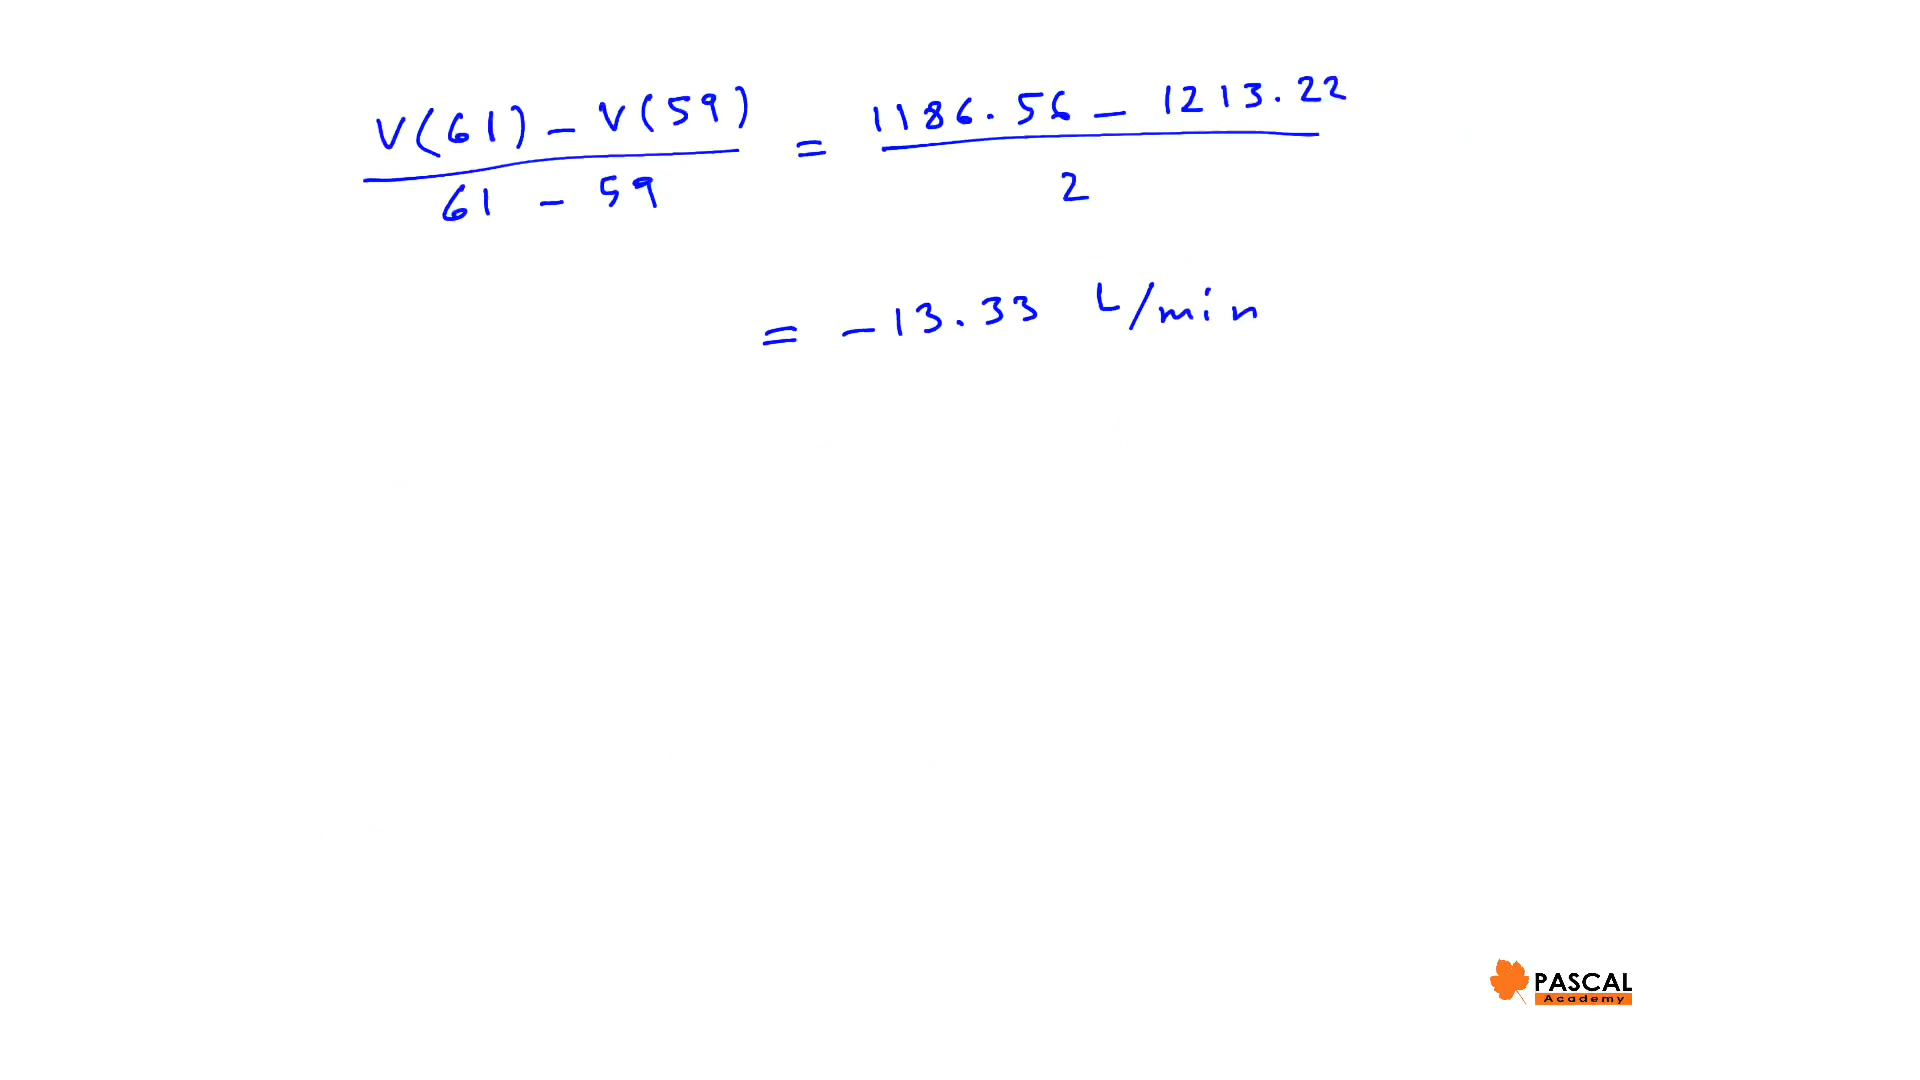 V(61) - V(59) / 61 - 59 = 1186.56 - 1213.22 / 2
= -13.33 L/min
PASCAL
Academy